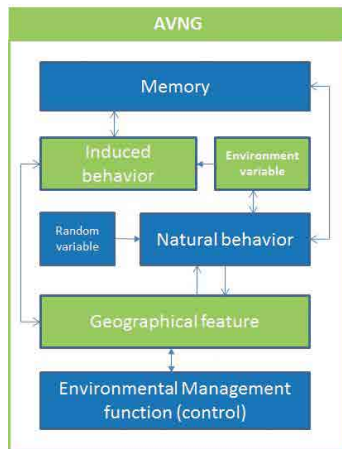 AVNG
Memory
Induced
behavior
Environment
variable
Random
variable
Natural behavior
Geographical feature
Environmental Management
function (control)